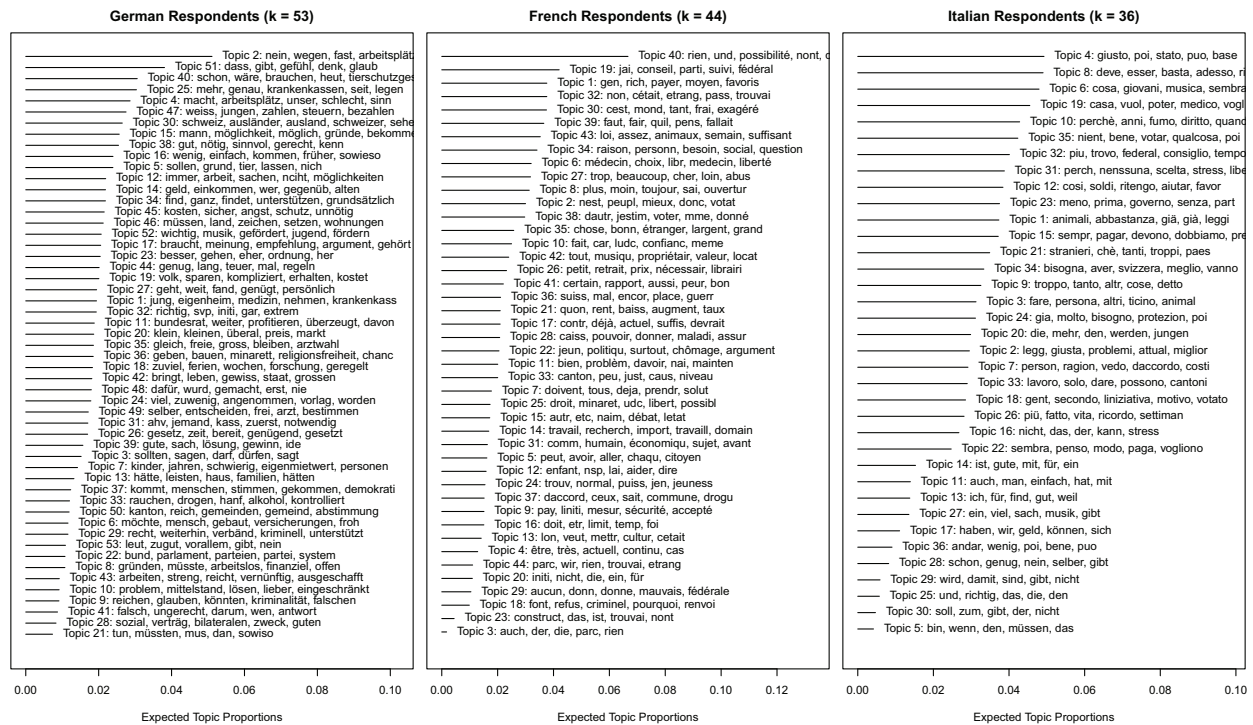 German Respondents (k = 53)
Topic 2: nein, wegen, fast, arbeitsplät
Topic 51: dass, gibt, gefühl, denk, glaub
Topic 40: schon, wäre, brauchen, heut, tierschutzges
Topic 25: mehr, genau, krankenkassen, seit, legen
Topic 4: macht, arbeitsplätz, unser, schlecht, sinn
Topic 47: weiss, jungen, zahlen, steuern, bezahlen
Topic 30: schweiz, ausländer, ausland, schweizer, sehe
Topic 15: mann, möglichkeit, möglich, gründe, bekomme
Topic 38: gut, nötig, sinnvol, gerecht, kenn
Topic 16: wenig, einfach, kommen, früher, sowieso
Topic 5: sollen, grund, tier, lassen, nich
Topic 12: immer, arbeit, sachen, nciht, möglichkeiten
Topic 14: geld, einkommen, wer, gegenüb, alten
Topic 34: find, ganz, findet, unterstützen, grundsätzlich
Topic 45: kosten, sicher, angst, schutz, unnötig
Topic 46: müssen, land, zeichen, setzen, wohnungen
Topic 52: wichtig, musik, gefördert, jugend, fördern
Topic 17: braucht, meinung, empfehlung, argument, gehört
Topic 23: besser, gehen, eher, ordnung, her
Topic 44: genug, lang, teuer, mal, regeln
Topic 19: volk, sparen, kompliziert, erhalten, kostet
Topic 27: geht, weit, fand, genügt, persönlich
Topic 1: jung, eigenheim, medizin, nehmen, krankenkass
Topic 32: richtig, svp, initi, gar, extrem
Topic 11: bundesrat, weiter, profitieren, überzeugt, davon
Topic 20: klein, kleinen, überal, preis, markt
Topic 35: gleich, freie, gross, bleiben, arztwahl
Topic 36: geben, bauen, minarett, religionsfreiheit, chanc
Topic 18: zuviel, ferien, wochen, forschung, geregelt
Topic 42: bringt, leben, gewiss, staat, grossen
Topic 48: dafür, wurd, gemacht, erst, nie
Topic 24: viel, zuwenig, angenommen, vorlag, worden
Topic 49: selber, entscheiden, frei, arzt, bestimmen
Topic 31: ahv, jemand, kass, zuerst, notwendig
Topic 26: gesetz, zeit, bereit, genügend, gesetzt
Topic 39: gute, sach, lösung, gewinn, ide
Topic 3: sollten, sagen, darf, dürfen, sagt
Topic 7: kinder, jahren, schwierig, eigenmietwert, personen
Topic 13: hätte, leisten, haus, familien, hätten
Topic 37: kommt, menschen, stimmen, gekommen, demokrati
Topic 33: rauchen, drogen, hanf, alkohol, kontrolliert
Topic 50: kanton, reich, gemeinden, gemeind, abstimmung
Topic 6: möchte, mensch, gebaut, versicherungen, froh
Topic 29: recht, weiterhin, verbänd, kriminell, unterstützt
Topic 53: leut, zugut, vorallem, gibt, nein
Topic 22: bund, parlament, parteien, partei, system
Topic 8: gründen, müsste, arbeitslos, finanziel, offen
Topic 43: arbeiten, streng, reicht, vernünftig, ausgeschafft
Topic 10: problem, mittelstand, lösen, lieber, eingeschränkt
Topic 9: reichen, glauben, könnten, kriminalität, falschen
Topic 41: falsch, ungerecht, darum, wen, antwort
Topic 28: sozial, verträg, bilateralen, zweck, guten
Topic 21: tun, müssten, mus, dan, sowiso
0.00 0.02 0.04 0.06 0.08 0.10
Expected Topic Proportions
French Respondents (k = 44)
Topic 40: rien, und, possibilité, nont, c
Topic 19: jai, conseil, parti, suivi, fédéral
Topic 1: gen, rich, payer, moyen, favoris
Topic 32: non, cétait, etrang, pass, trouvai
Topic 30: cest, mond, tant, frai, exagéré
Topic 39: faut, fair, quil, pens, fallait
Topic 43: loi, assez, animaux, semain, suffisant
Topic 34: raison, personn, besoin, social, question
Topic 6: médecin, choix, libr, medecin, liberté
Topic 27: trop, beaucoup, cher, loin, abus
Topic 8: plus, moin, toujour, sai, ouvertur
Topic 2: nest, peupl, mieux, donc, votat
Topic 38: dautr, jestim, voter, mme, donné
Topic 35: chose, bonn, étranger, largent, grand
Topic 10: fait, car, ludc, confianc, meme
Topic 42: tout, musiqu, propriétair, valeur, locat
Topic 26: petit, retrait, prix, nécessair, librairi
Topic 41: certain, rapport, aussi, peur, bon
Topic 36: suiss, mal, encor, place, guerr
Topic 21: quon, rent, baiss, augment, taux
Topic 17: contr, déjà, actuel, suffis, devrait
Topic 28: caiss, pouvoir, donner, maladi, assur
Topic 22: jeun, politiqu, surtout, chômage, argument
Topic 11: bien, problèm, davoir, nai, mainten
Topic 33: canton, peu, just, caus, niveau
Topic 7: doivent, tous, deja, prendr, solut
Topic 25: droit, minaret, udc, libert, possibl
Topic 15: autr, etc, naim, débat, letat
Topic 14: travail, recherch, import, travaill, domain
Topic 31: comm, humain, économiqu, sujet, avant
Topic 5: peut, avoir, aller, chaqu, citoyen
Topic 12: enfant, nsp, lai, aider, dire
Topic 24: trouv, normal, puiss, jen, jeuness
Topic 37: daccord, ceux, sait, commune, drogu
Topic 9: pay, liniti, mesur, sécurité, accepté
Topic 16: doit, etr, limit, temp, foi
Topic 13: lon, veut, mettr, cultur, cetait
Topic 4: être, très, actuell, continu, cas
Topic 44: parc, wir, rien, trouvai, etrang
Topic 20: initi, nicht, die, ein, für
Topic 29: aucun, donn, donne, mauvais, fédérale
Topic 18: font, refus, criminel, pourquoi, renvoi
Topic 23: construct, das, ist, trouvai, nont
Topic 3: auch, der, die, parc, rien
0.00 0.02 0.04 0.06 0.08 0.10 0.12
Expected Topic Proportions
Italian Respondents (k = 36)
Topic 4: giusto, poi, stato, puo, base
Topic 8: deve, esser, basta, adesso, ri
Topic 6: cosa, giovani, musica, sembra
Topic 19: casa, vuol, poter, medico, vogl
Topic 10: perchè, anni, fumo, diritto, quand
Topic 35: nient, bene, votar, qualcosa, poi
Topic 32: piu, trovo, federal, consiglio, tempo
Topic 31: perch, nenssuna, scelta, stress, libe
Topic 12: cosi, soldi, ritengo, aiutar, favor
Topic 23: meno, prima, governo, senza, part
Topic 1: animali, abbastanza, giã, già, leggi
Topic 15: sempr, pagar, devono, dobbiamo, pre
Topic 21: stranieri, chè, tanti, troppi, paes
Topic 34: bisogna, aver, svizzera, meglio, vanno
Topic 9: troppo, tanto, altr, cose, detto
Topic 3: fare, persona, altri, ticino, animal
Topic 24: gia, molto, bisogno, protezion, poi
Topic 20: die, mehr, den, werden, jungen
Topic 2: legg, giusta, problemi, attual, miglior
Topic 7: person, ragion, vedo, daccordo, costi
Topic 33: lavoro, solo, dare, possono, cantoni
Topic 18: gent, secondo, liniziativa, motivo, votato
Topic 26: più, fatto, vita, ricordo, settiman
Topic 16: nicht, das, der, kann, stress
Topic 22: sembra, penso, modo, paga, vogliono
Topic 14: ist, gute, mit, für, ein
Topic 11: auch, man, einfach, hat, mit
Topic 13: ich, für, find, gut, weil
Topic 27: ein, viel, sach, musik, gibt
Topic 17: haben, wir, geld, können, sich
Topic 36: andar, wenig, poi, bene, puo
Topic 28: schon, genug, nein, selber, gibt
Topic 29: wird, damit, sind, gibt, nicht
Topic 25: und, richtig, das, die, den
Topic 30: soll, zum, gibt, der, nicht
Topic 5: bin, wenn, den, müssen, das
0.00 0.02 0.04 0.06 0.08 0.10
Expected Topic Proportions